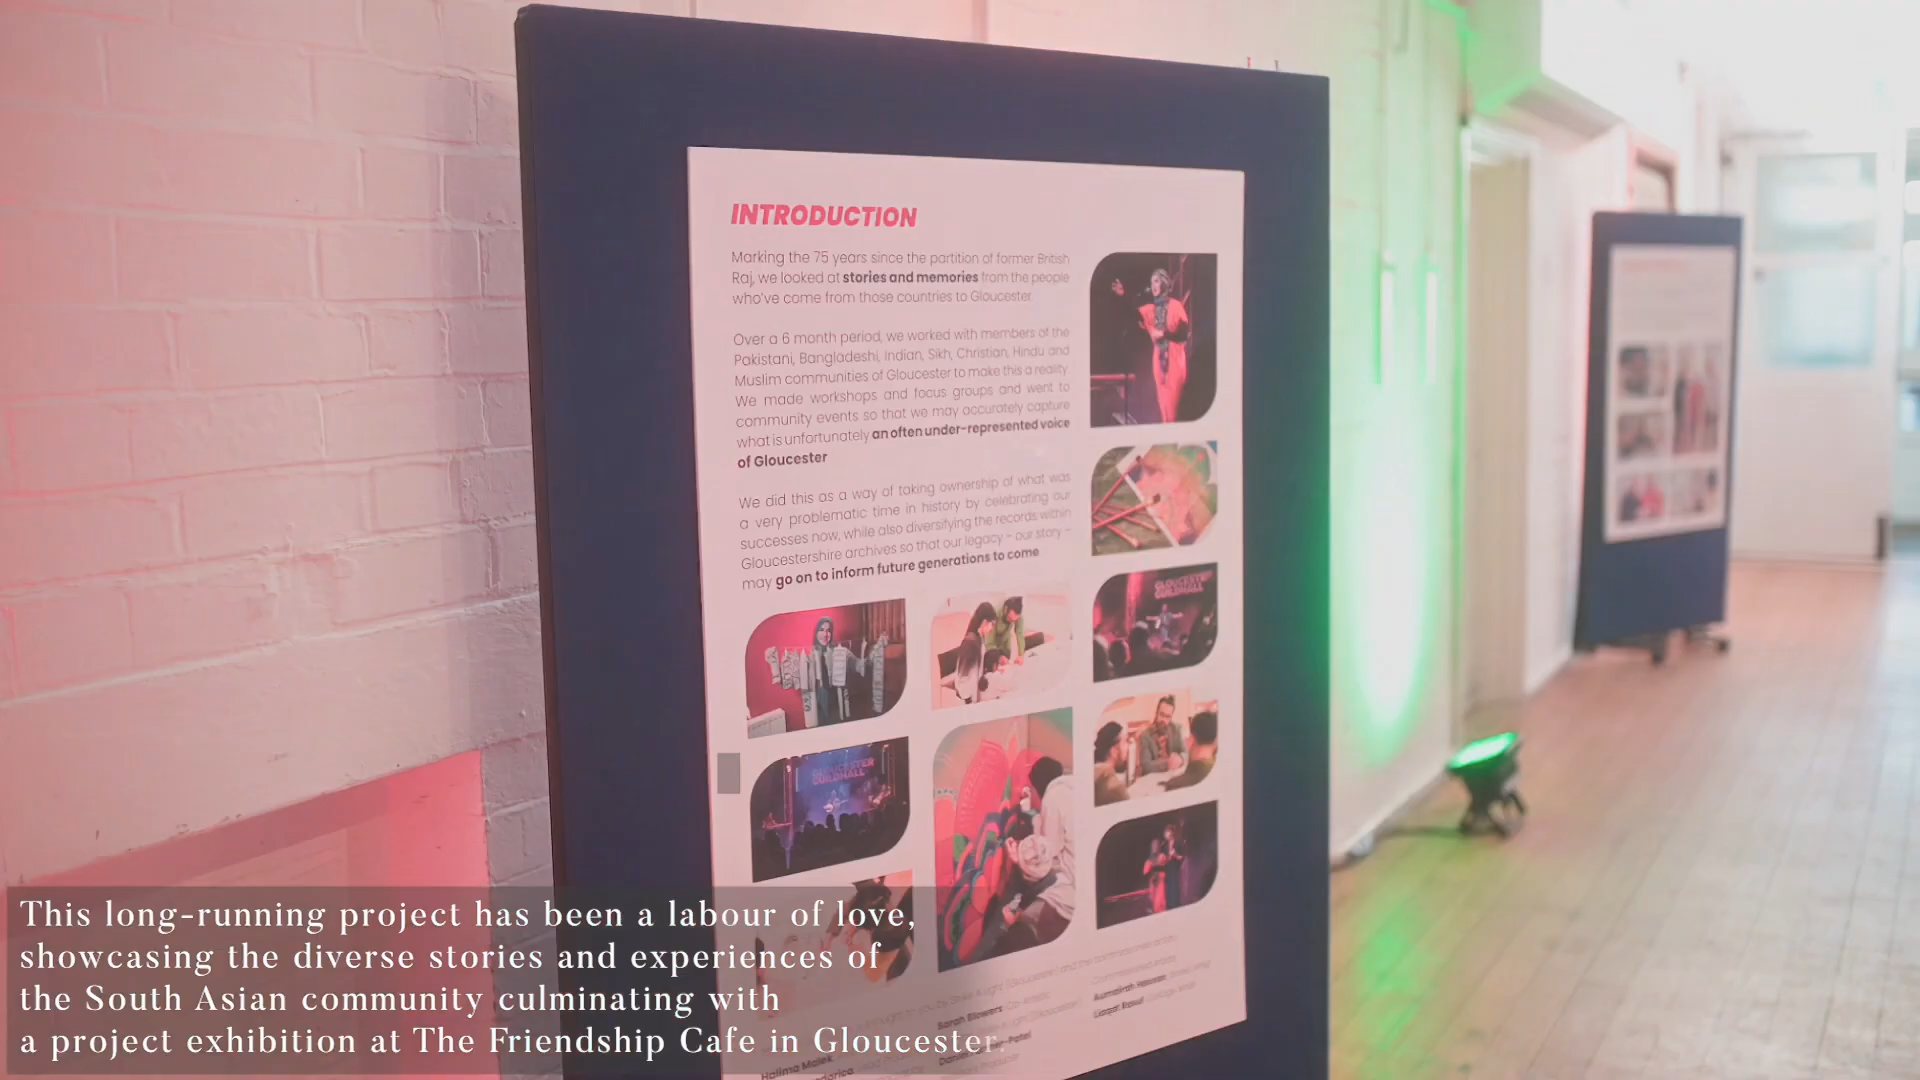 INTRODUCTION
Marking the 75 years since the partition of former British
Raj, we looked at stories and memories from the people
who've come from those countries to Gloucester.
Over a 6 month period, we worked with members of the
Pakistani, Bangladeshi, Indian, Sikh, Christian, Hindu and
Muslim communities of Gloucester to make this a reality.
We made workshops and focus groups and went to
community events so that we may accurately capture
what is unfortunately an often under-represented voice
of Gloucester
We did this as a way of taking ownership of what was
a very problematic time in history by celebrating our
successes now, while also diversifying the records within
Gloucestershire archives so that our legacy - our story -
may go on to inform future generations to come
GLOUCESTER
GUILDHALL
GLOUCESTER
GUILDHALL
Sarah Blowers
Halima Malek
This long-running project has been a labour of love,
showcasing the diverse stories and experiences of
the South Asian community culminating with
a project exhibition at The Friendship Cafe in Gloucester.